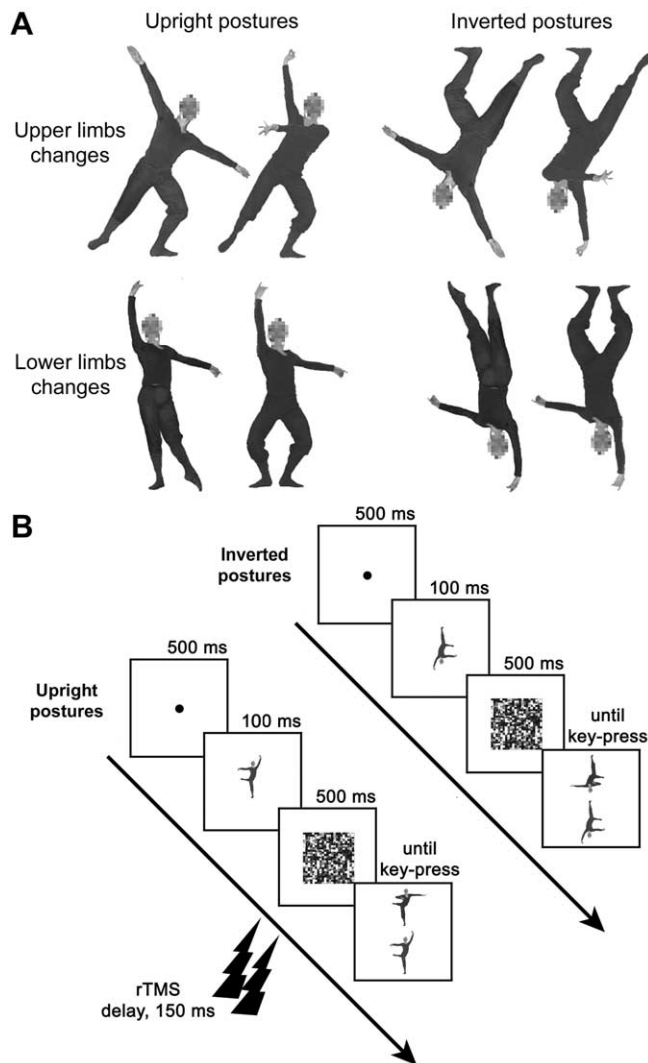 A
Upright postures
Inverted postures
Upper limbs
changes
Lower limbs
changes
B
500 ms
Inverted
postures
100 ms
500 ms
until
key-press
500 ms
Upright
postures
100 ms
500 ms
until
key-press
rTMS
delay, 150 ms